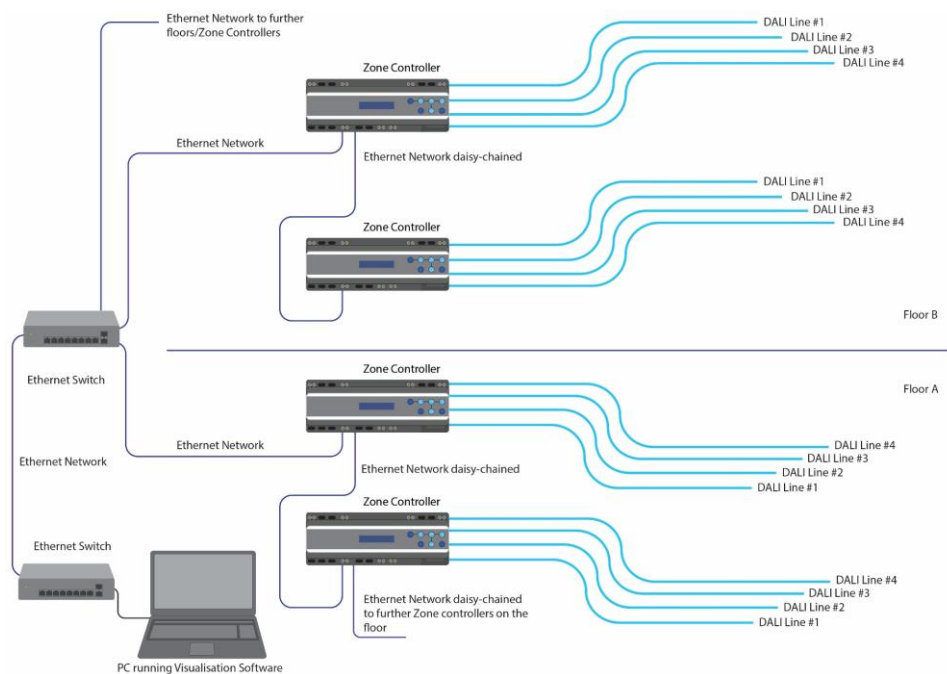 Ethernet Network to further
floors/Zone Controllers
DALI Line #1
DALI Line #2
DALI Line #3
DALI Line #4
Zone Controller
Ethernet Network
Ethernet Network daisy-chained
DALI Line #1
DALI Line #2
DALI Line #3
DALI Line #4
Zone Controller
Floor B
Ethernet Switch
Zone Controller
Floor A
Ethernet Network
DALI Line #4
DALI Line #3
DALI Line #2
DALI Line #1
Ethernet Network
Ethernet Network daisy-chained
Zone Controller
Ethernet Switch
DALI Line #4
DALI Line #3
DALI Line #2
DALI Line #1
Ethernet Network daisy-chained
to further Zone controllers on the
floor
PC running Visualisation Software